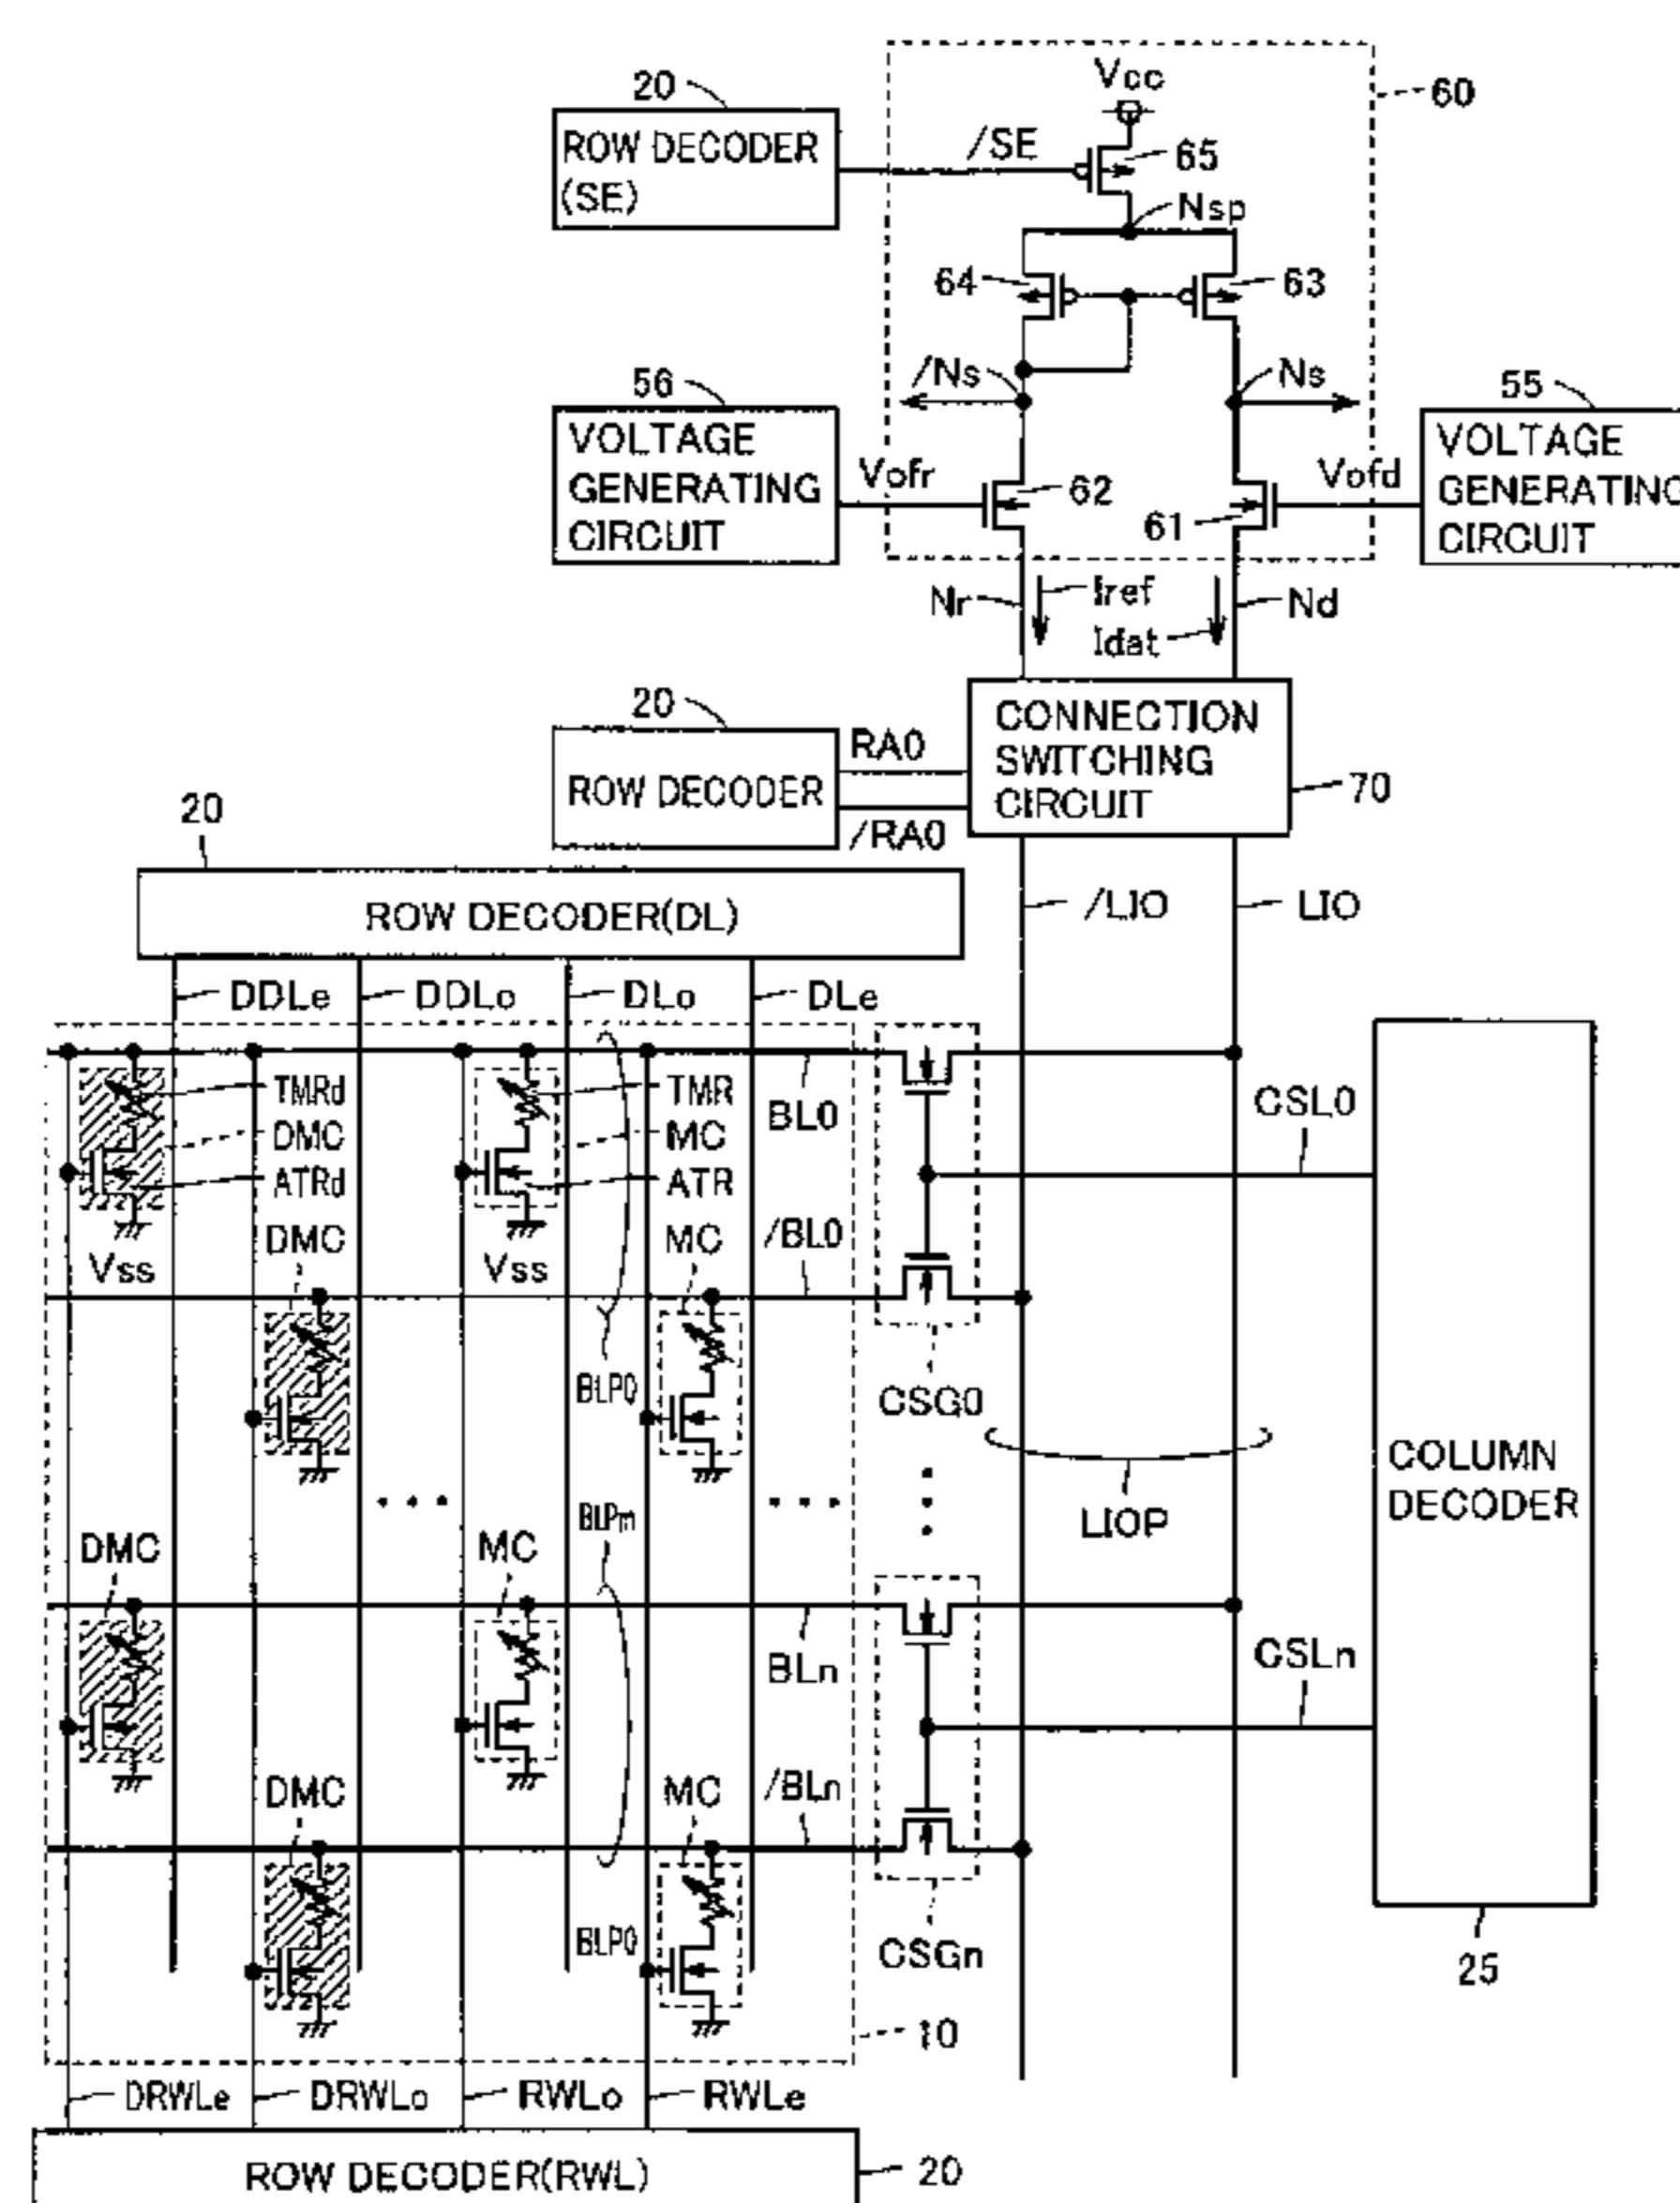 20
Vcc
60
ROW DECODER
(SE)
/SE
65
Nsp
64
63
/Ns
Ns
56
55
VOLTAGE
GENERATING
CIRCUIT
Vofr
62
61
Vofd
VOLTAGE
GENERATING
CIRCUIT
Nr
Iref
Idat
Nd
20
ROW DECODER
RA0
/RA0
CONNECTION
SWITCHING
CIRCUIT
70
20
ROW DECODER(DL)
/LIO
LIO
DDLe
DDLo
DLo
DLe
TMRd
DMC
ATRd
TMR
MC
ATR
BL0
CSL0
Vss
DMC
Vss
MC
/BL0
BLP0
CSG0
LIOP
COLUMN
DECODER
BLPm
DMC
MC
BLn
CSLn
DMC
MC
/BLn
BLP0
CSGn
25
10
DRWLe
DRWLo
RWLo
RWLe
ROW DECODER(RWL)
20